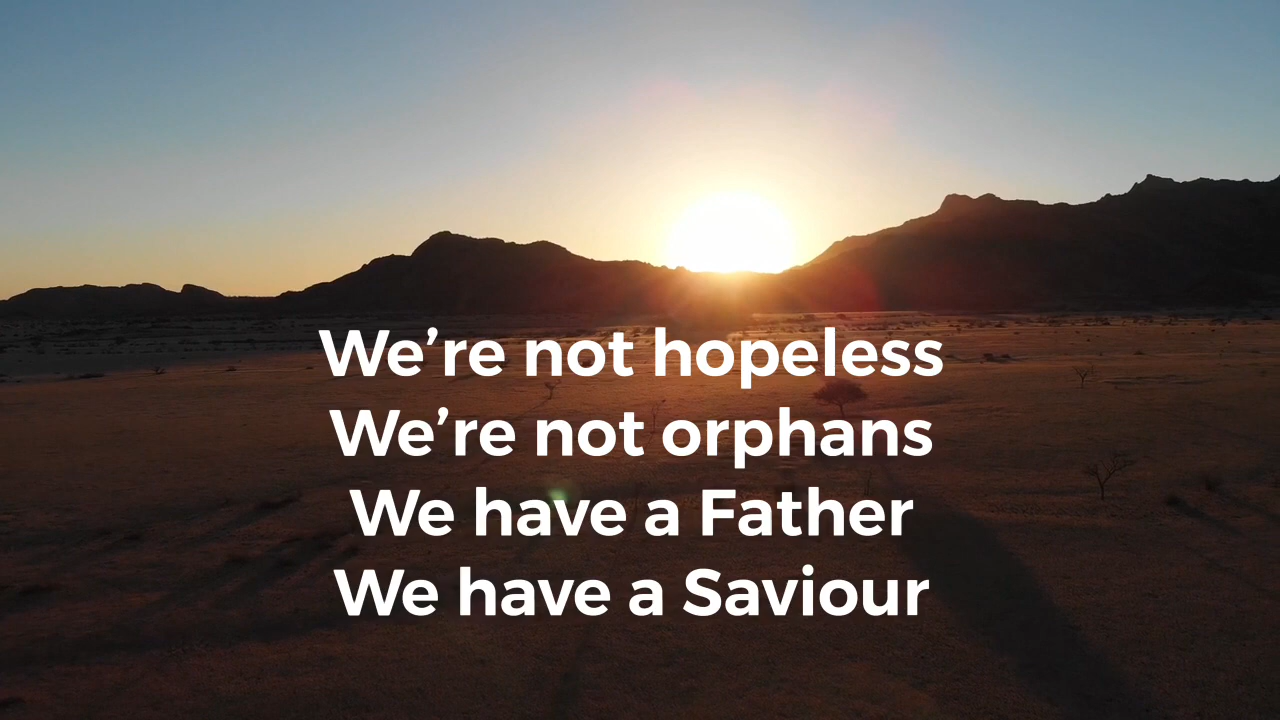 We’re not hopeless
We’re not orphans
We have a Father
We have a Saviour